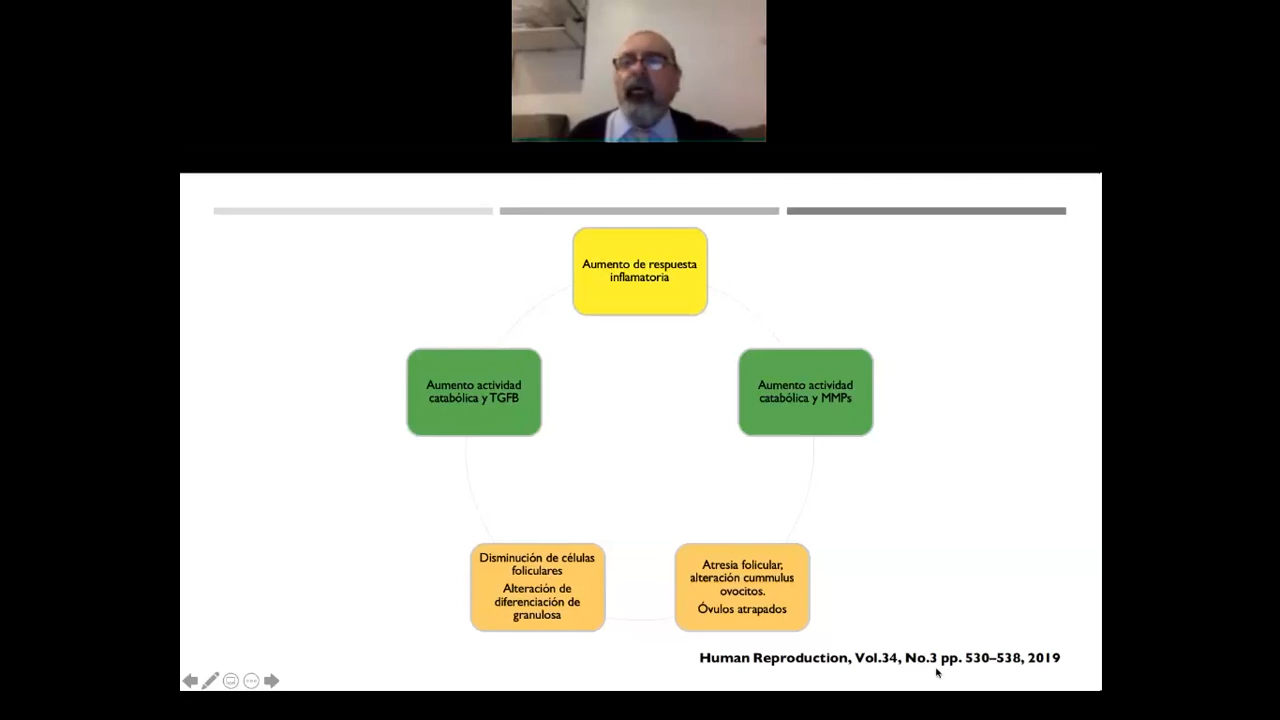 Aumento de respuesta
inflamatoria
Aumento actividad
catabólica y TGFB
Aumento actividad
catabólica y MMPs
Disminución de células
foliculares
Alteración de
diferenciación de
granulosa
Atresia folicular,
alteración cummulus
ovocitos.
Óvulos atrapados
Human Reproduction, Vol.34, No.3 pp. 530–538, 2019